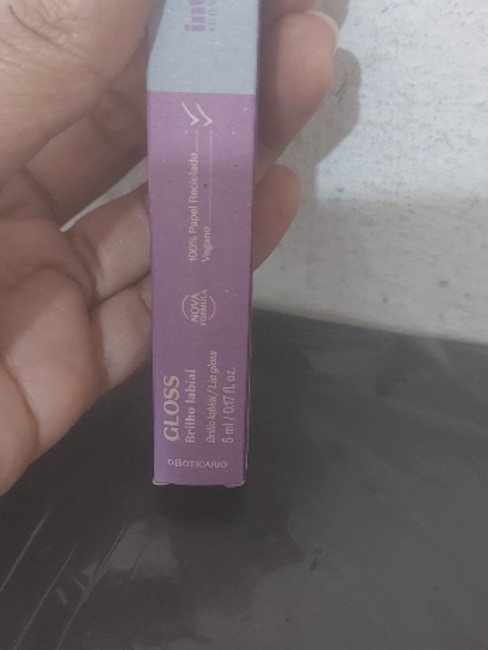 GLOSS
Brilho labial
Brillo labial / Lip gloss
5 ml / 0,17 fl. oz.
NOVA
FÓRMULA
100% Papel Reciclado
Vegano
OBOTICÁRIO